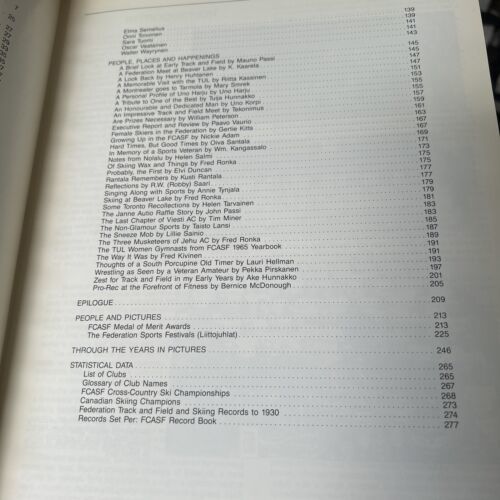 Elma Semelius 139
Onni Simonen 139
Sara Tuomi 141
Oscar Vaatainen 141
Walter Wayrynen 143
PEOPLE, PLACES AND HAPPENINGS 145
A Brief Look at Early Track and Field by Mauno Passi 145
A Federation Meet at Beaver Lake by K. Kaarela 147
A Look Back by Henry Huhtanen 147
A Memorable Visit with the TUL by Riitta Kaasinen 151
A Montrealer goes to Tarmola by Mary Smrek 153
A Personal Profile of Uno Harju by Uno Harju 155
A Tribute to One of the Best by Tuija Hunnakko 155
An Honourable and Dedicated Man by Uno Korpi 157
An Impressive Track and Field Meet by Tekonimus 159
Are Prizes Necessary by William Peterson 161
Executive Report and Review by Paavo Vaurio 163
Female Skiers in the Federation by Gertie Kitts 167
Growing Up in the FCASF by Nickie Adam 167
Hard Times, But Good Times by Oiva Santala 169
In Memory of a Sports Veteran by Wm. Kangassalo 171
Notes from Nolalu by Helen Salmi 173
Of Skiing Wax and Things by Fred Ronka 175
Probably, the First by Elvi Duncan 175
Rantala Remembers by Kusti Rantala 177
Reflections by R.W. (Robby) Saari 177
Singing Along with Sports by Annie Tynjala 179
Skiing at Beaver Lake by Fred Ronka 179
Some Toronto Recollections by Helen Tarvainen 181
The Janne Autio Raffle Story by John Passi 183
The Last Chapter of Viesti AC by Tim Miner 183
The Non-Glamour Sports by Taisto Lansi 185
The Sneeze Mob by Lillie Sainio 187
The Three Musketeers of Jehu AC by Fred Ronka 189
The TUL Women Gymnasts from FCASF 1965 Yearbook 191
The Way It Was by Fred Kivinen 191
Thoughts of a South Porcupine Old Timer by Lauri Hellman 193
Wrestling as Seen by a Veteran Amateur by Pekka Pirskanen 197
Zest for Track and Field in my Early Years by Ake Hunnakko 201
Pro-Rec at the Forefront of Fitness by Bernice McDonough 205
EPILOGUE 209
PEOPLE AND PICTURES 213
FCASF Medal of Merit Awards 213
The Federation Sports Festivals (Liittojuhlat) 225
THROUGH THE YEARS IN PICTURES 246
STATISTICAL DATA 265
List of Clubs 265
Glossary of Club Names 267
FCASF Cross-Country Ski Championships 268
Canadian Skiing Champions 273
Federation Track and Field and Skiing Records to 1930 274
Records Set Per: FCASF Record Book 277